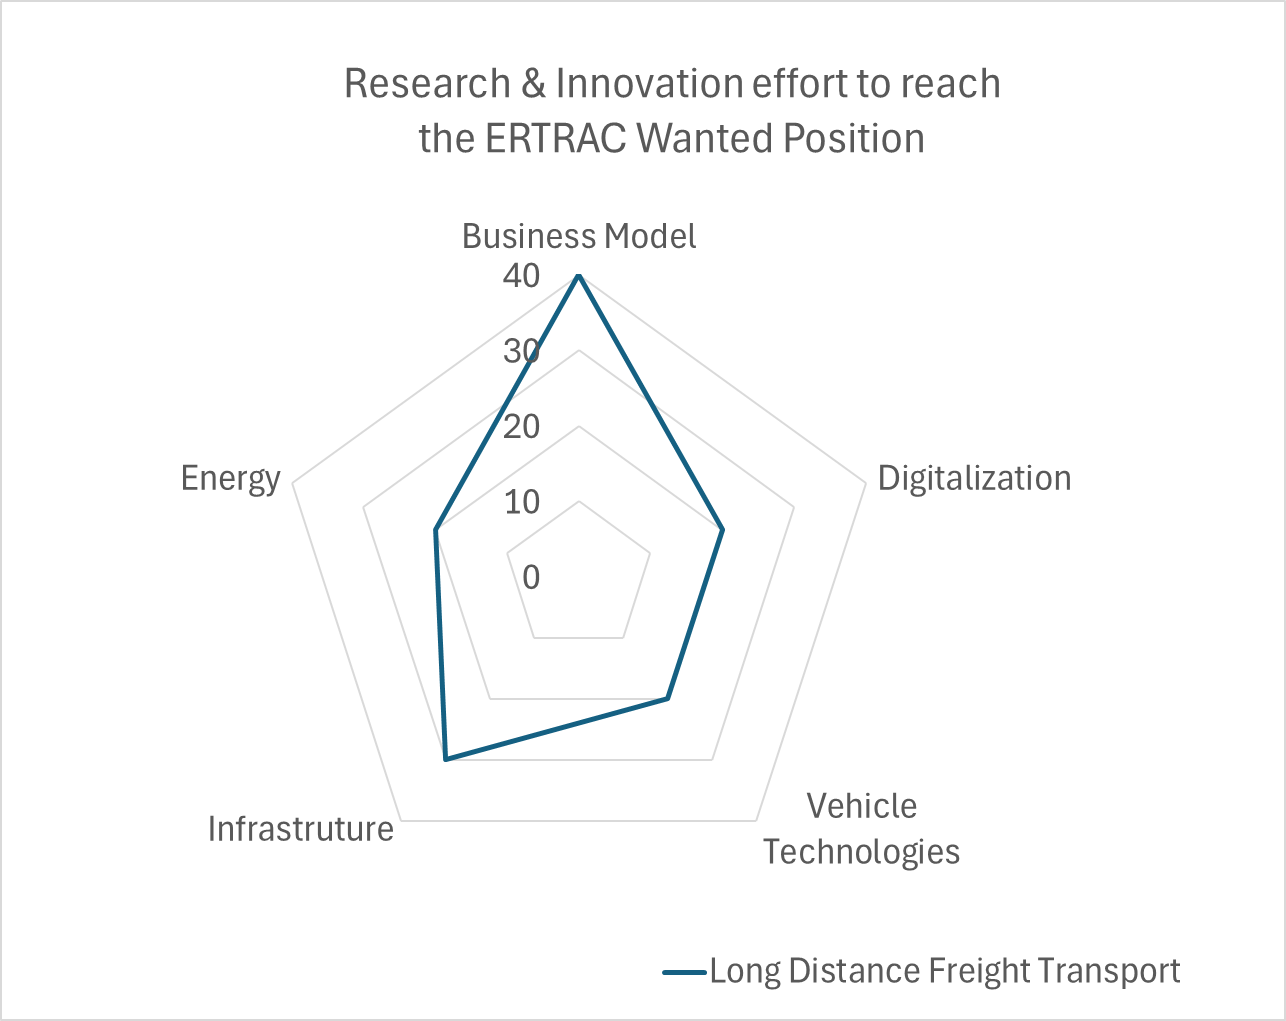 Research & Innovation effort to reach
the ERTRAC Wanted Position
Business Model
40
30
20
10
0
Energy
Digitalization
Infrastruture
Vehicle
Technologies
Long Distance Freight Transport